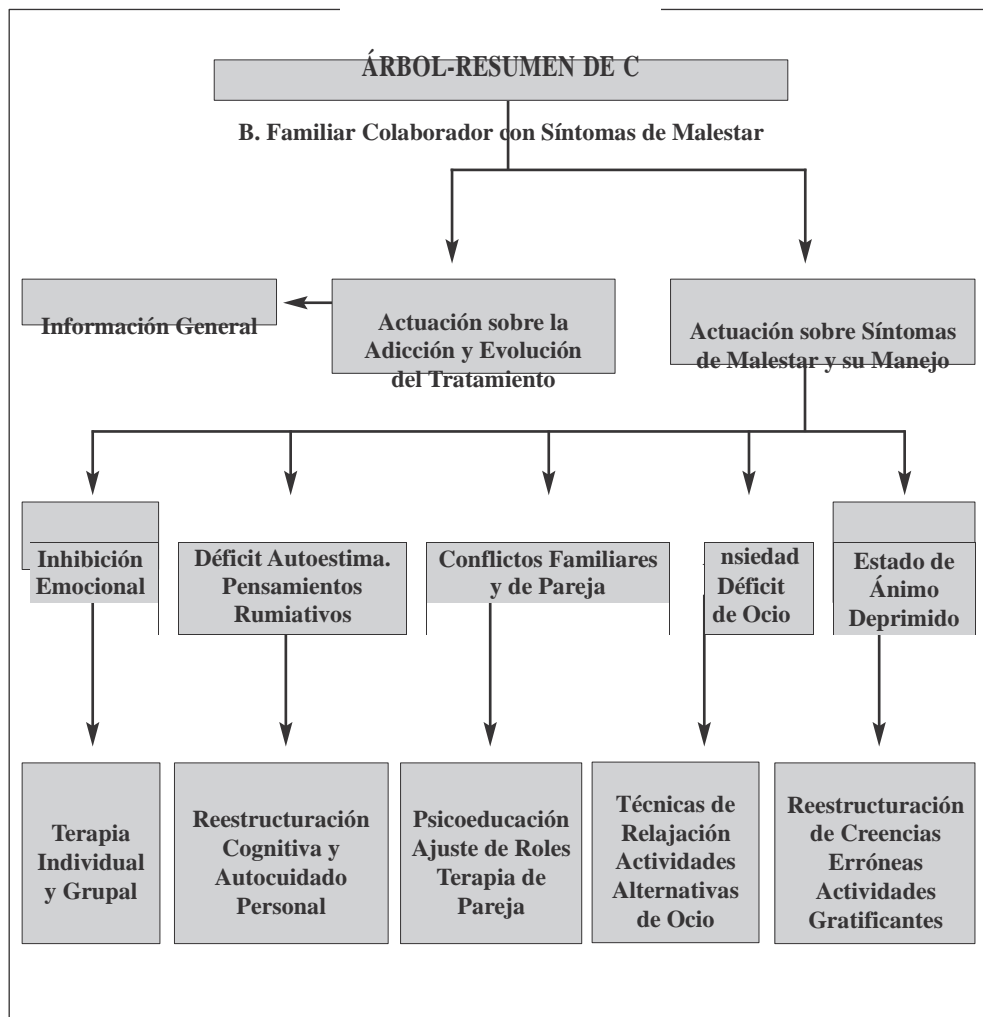 ÁRBOL-RESUMEN DE C
B. Familiar Colaborador con Síntomas de Malestar
Información General
Actuación sobre la
Adicción y Evolución
del Tratamiento
Actuación sobre Síntomas
de Malestar y su Manejo
Inhibición
Emocional
Déficit Autoestima.
Pensamientos
Rumiativos
Conflictos Familiares
y de Pareja
nsiedad
Déficit
de Ocio
Estado de
Ánimo
Deprimido
Terapia
Individual
y Grupal
Reestructuración
Cognitiva y
Autocuidado
Personal
Psicoeducación
Ajuste de Roles
Terapia de
Pareja
Técnicas de
Relajación
Actividades
Alternativas
de Ocio
Reestructuración
de Creencias
Erróneas
Actividades
Gratificantes